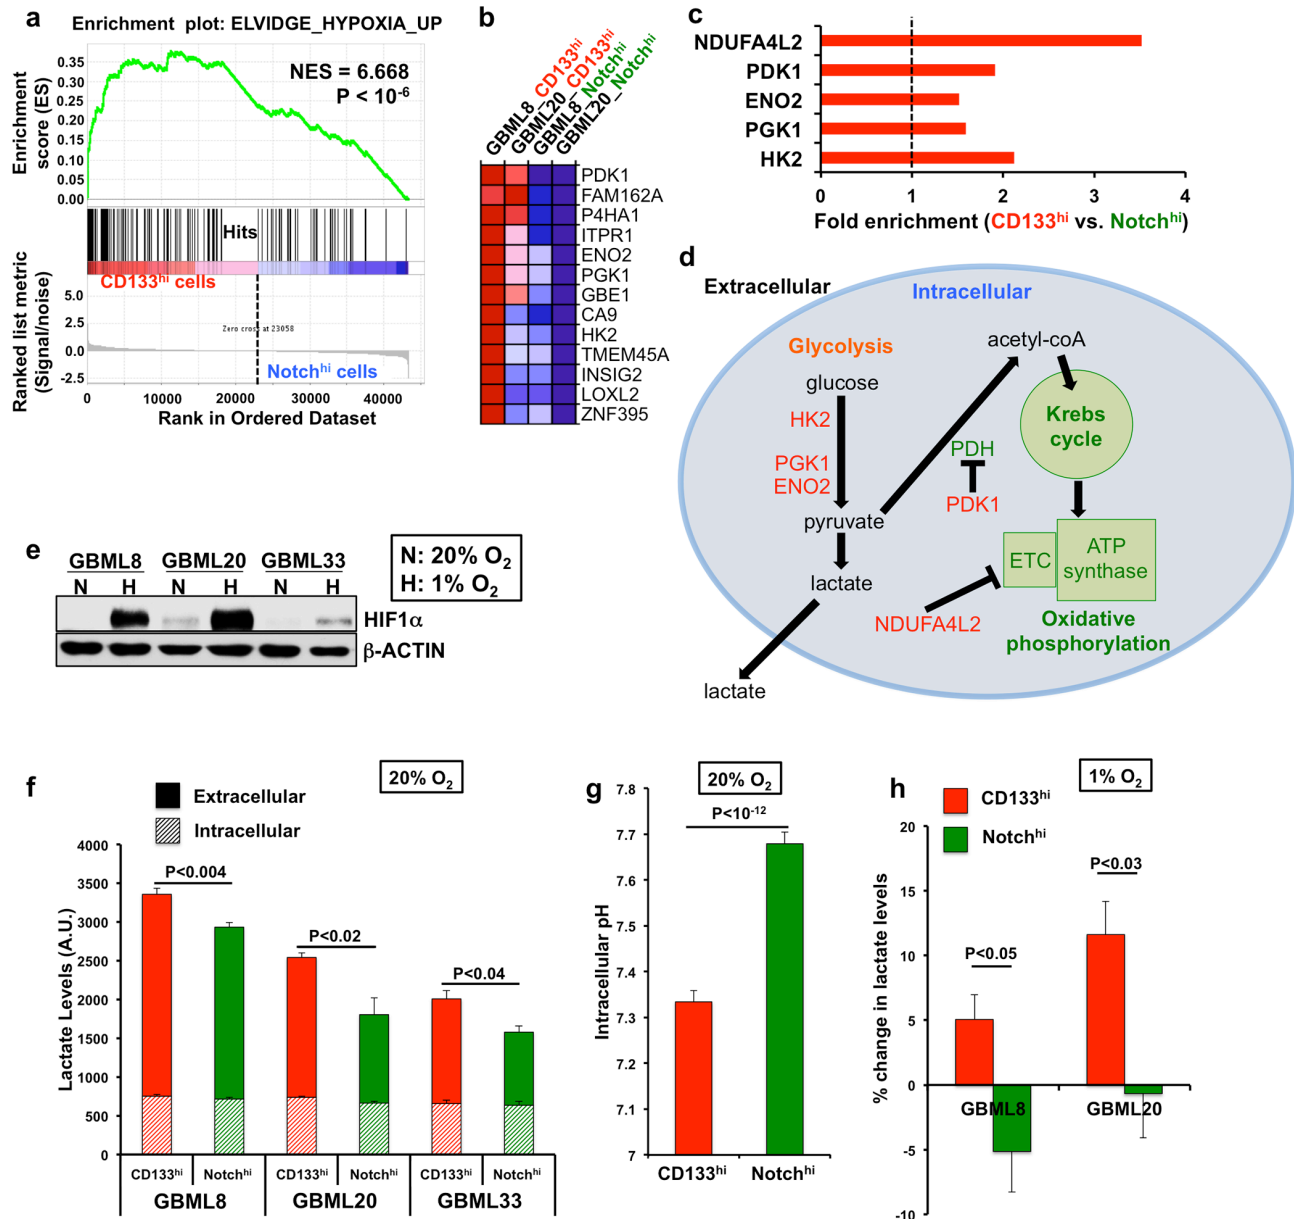 a
Enrichment plot: ELVIDGE_HYPOXIA_UP
Enrichment
score (ES)
0.35
0.30
0.25
0.20
0.15
0.10
0.05
0.00
NES = 6.668
P < 10-6
Hits
CD133hi cells
Ranked list metric
(Signal/noise)
5.0
2.5
0.0
-2.5
Zero cross at 23058
Notchhi cells
0 10000 20000 30000 40000
Rank in Ordered Dataset
b
GBML8_CD133hi
GBML20_CD133hi
GBML8_Notchhi
GBML20_Notchhi
PDK1
FAM162A
P4HA1
ITPR1
ENO2
PGK1
GBE1
CA9
HK2
TMEM45A
INSIG2
LOXL2
ZNF395
c
NDUFA4L2
PDK1
ENO2
PGK1
HK2
0 1 2 3 4
Fold enrichment (CD133hi vs. Notchhi)
d
Extracellular
Intracellular
Glycolysis
glucose
HK2
PGK1
ENO2
pyruvate
lactate
lactate
acetyl-coA
Krebs
cycle
PDH
PDK1
ETC
ATP
synthase
NDUFA4L2
Oxidative
phosphorylation
e
GBML8 GBML20 GBML33
N H N H N H
N: 20% O2
H: 1% O2
HIF1α
β-ACTIN
f
20% O2
Extracellular
Intracellular
Lactate Levels (A.U.)
4000
3500
3000
2500
2000
1500
1000
500
0
P<0.004
P<0.02
P<0.04
CD133hi Notchhi CD133hi Notchhi CD133hi Notchhi
GBML8 GBML20 GBML33
g
20% O2
Intracellular pH
7.8
7.7
7.6
7.5
7.4
7.3
7.2
7.1
7
P<10-12
CD133hi Notchhi
h
1% O2
CD133hi
Notchhi
% change in lactate levels
20
15
10
5
0
-5
-10
P<0.05
P<0.03
GBML8 GBML20